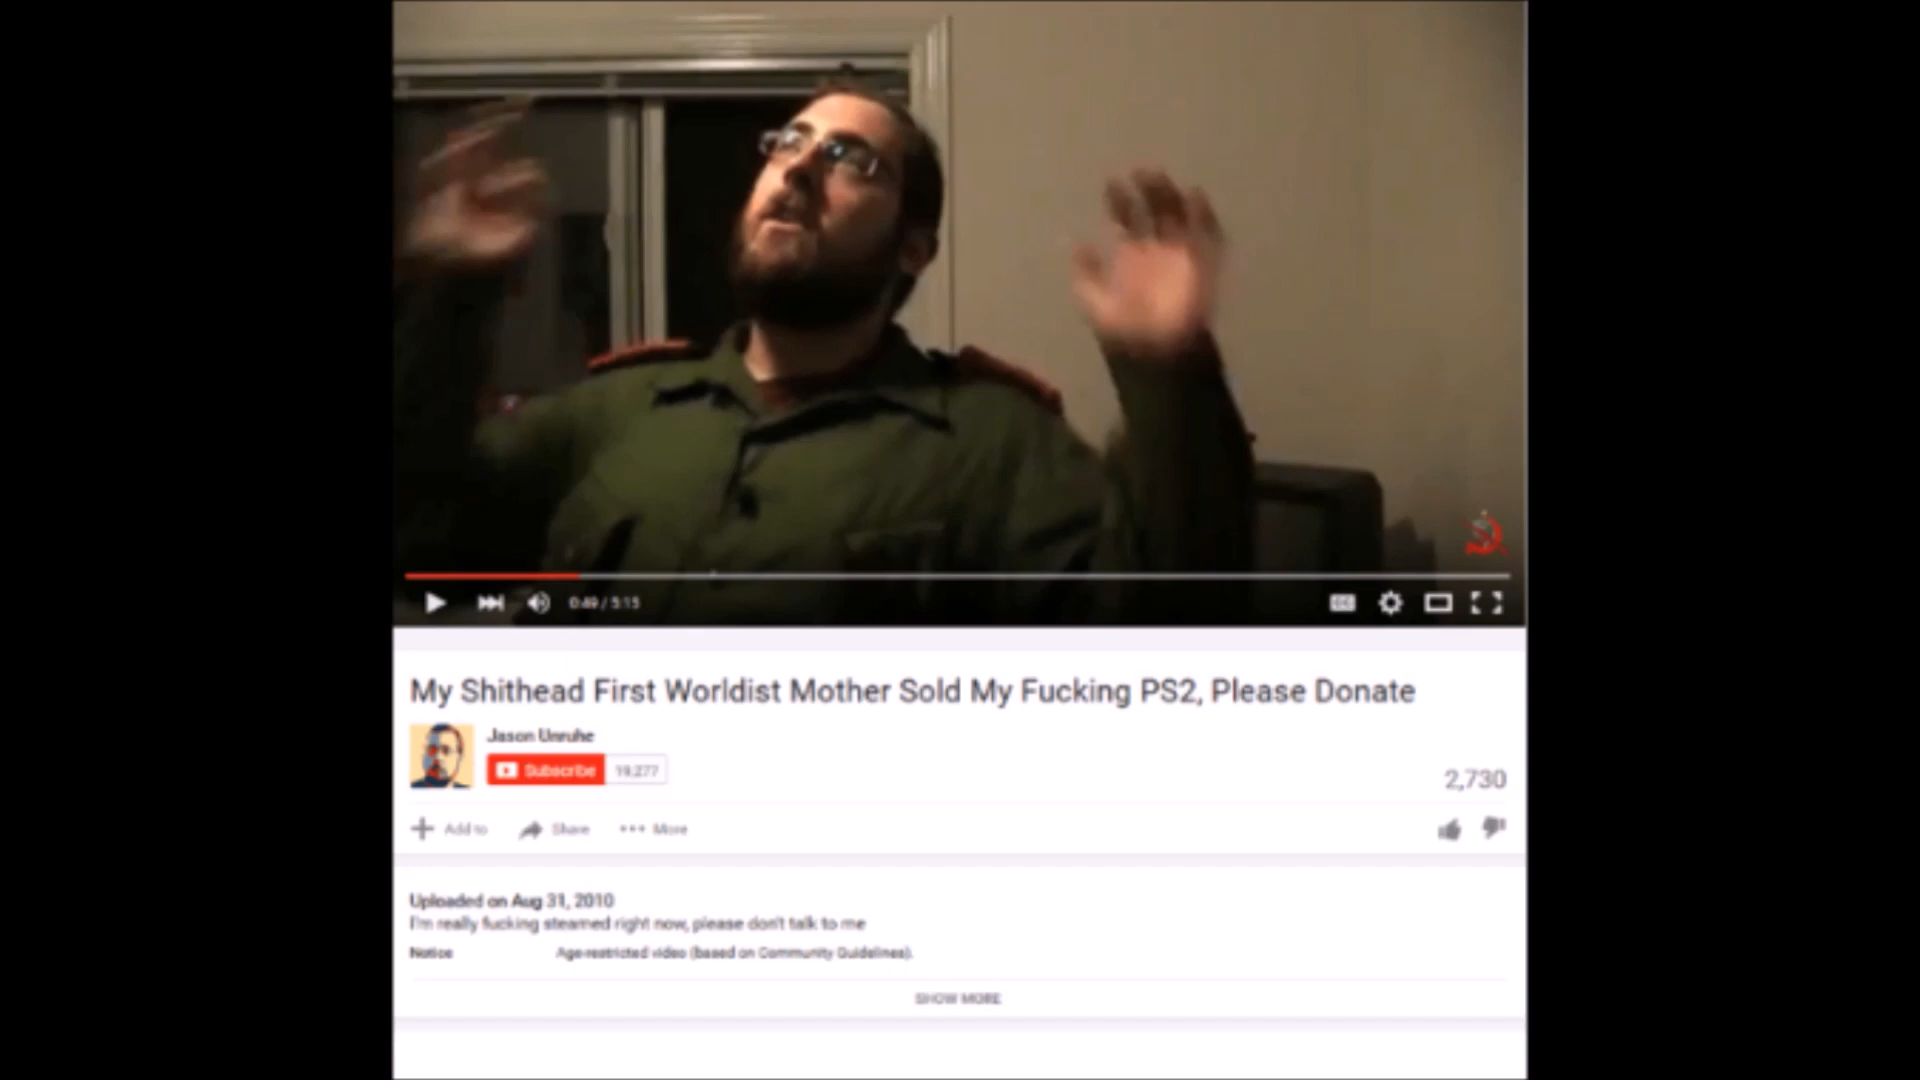 0:49 / 5:15
My Shithead First Worldist Mother Sold My Fucking PS2, Please Donate
Jason Unruhe
Subscribe 19,277
2,730
Add to Share More
Uploaded on Aug 31, 2010
I'm really fucking steamed right now, please don't talk to me
Notice Age-restricted video (based on Community Guidelines).
SHOW MORE